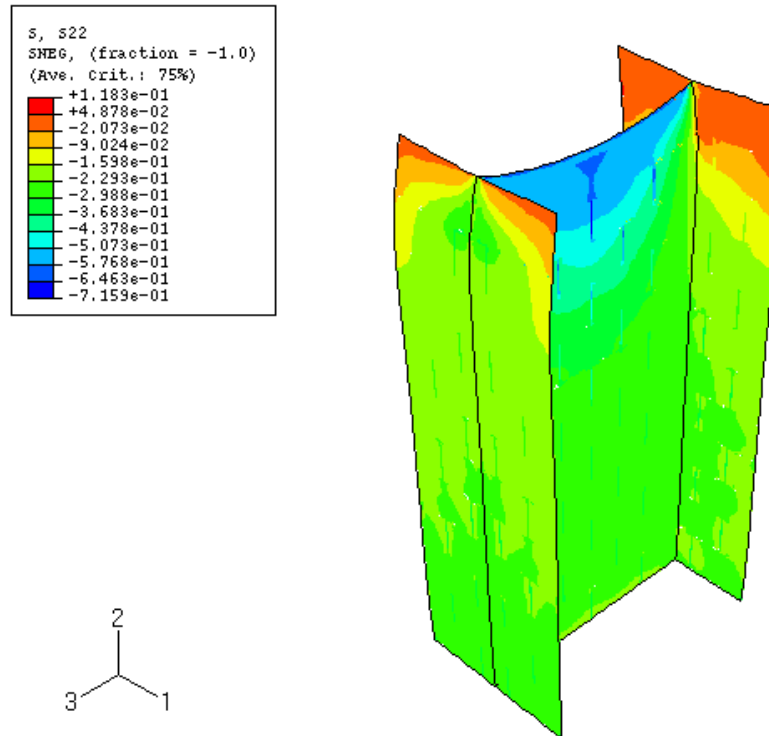 S, S22
SNEG, (fraction = -1.0)
(Ave. Crit.: 75%)
+1.183e-01
+4.878e-02
-2.073e-02
-9.024e-02
-1.598e-01
-2.293e-01
-2.988e-01
-3.683e-01
-4.378e-01
-5.073e-01
-5.768e-01
-6.463e-01
-7.159e-01
2
3
1